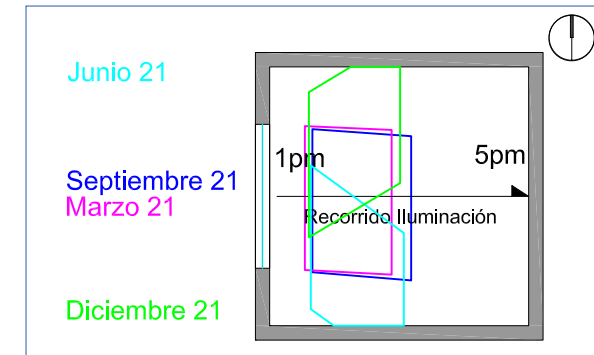 Junio 21
1pm
5pm
Septiembre 21
Marzo 21
Recorrido Iluminación
Diciembre 21